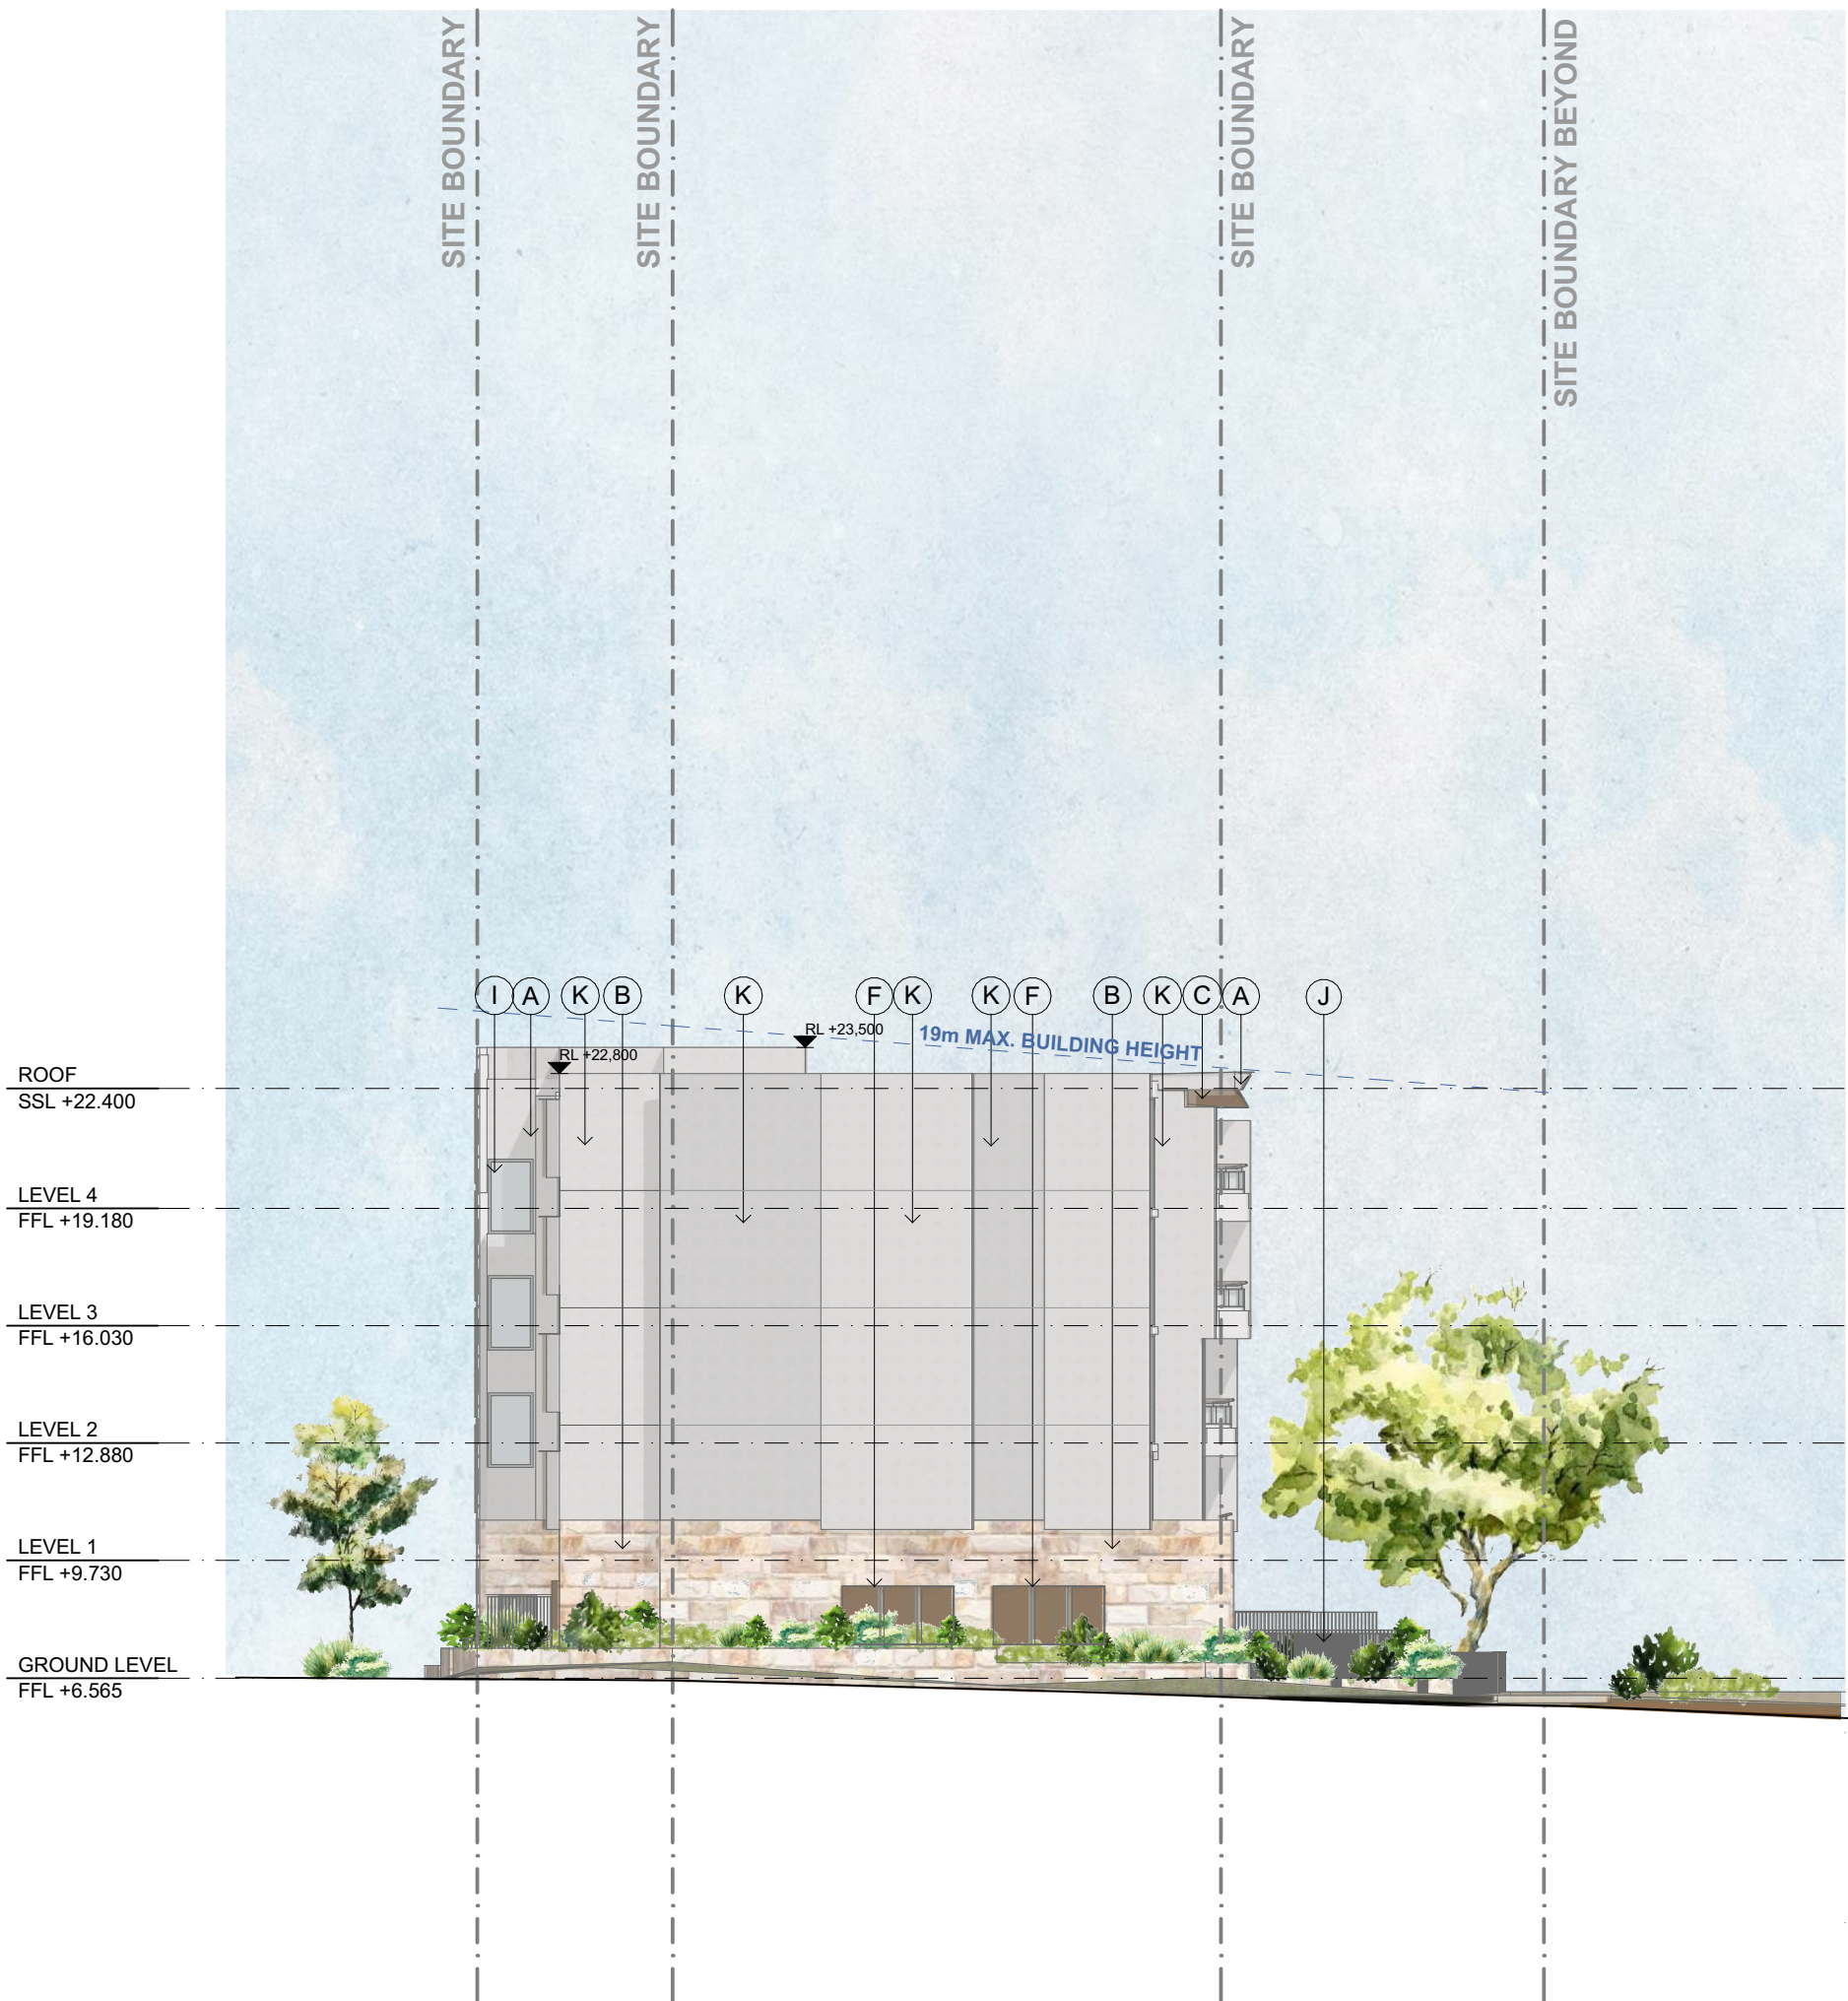 SITE BOUNDARY
SITE BOUNDARY
SITE BOUNDARY
SITE BOUNDARY BEYOND
I
A
K
B
K
F
K
K
F
B
K
C
A
J
RL +23,500
19m MAX. BUILDING HEIGHT
RL +22,800
ROOF
SSL +22.400
LEVEL 4
FFL +19.180
LEVEL 3
FFL +16.030
LEVEL 2
FFL +12.880
LEVEL 1
FFL +9.730
GROUND LEVEL
FFL +6.565